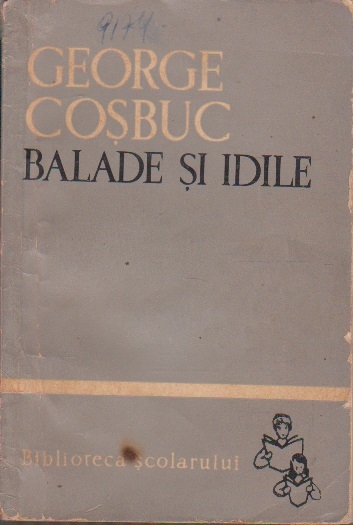 9174
GEORGE
COȘBUC
BALADE ȘI IDILE
Biblioteca școlarului